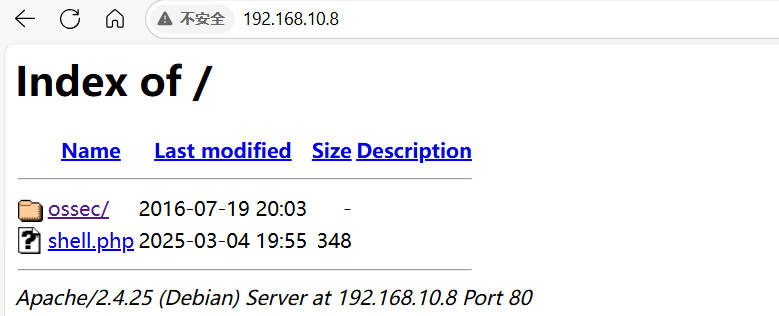 不安全 192.168.10.8
Index of /
Name Last modified Size Description
ossec/ 2016-07-19 20:03 -
shell.php 2025-03-04 19:55 348
Apache/2.4.25 (Debian) Server at 192.168.10.8 Port 80